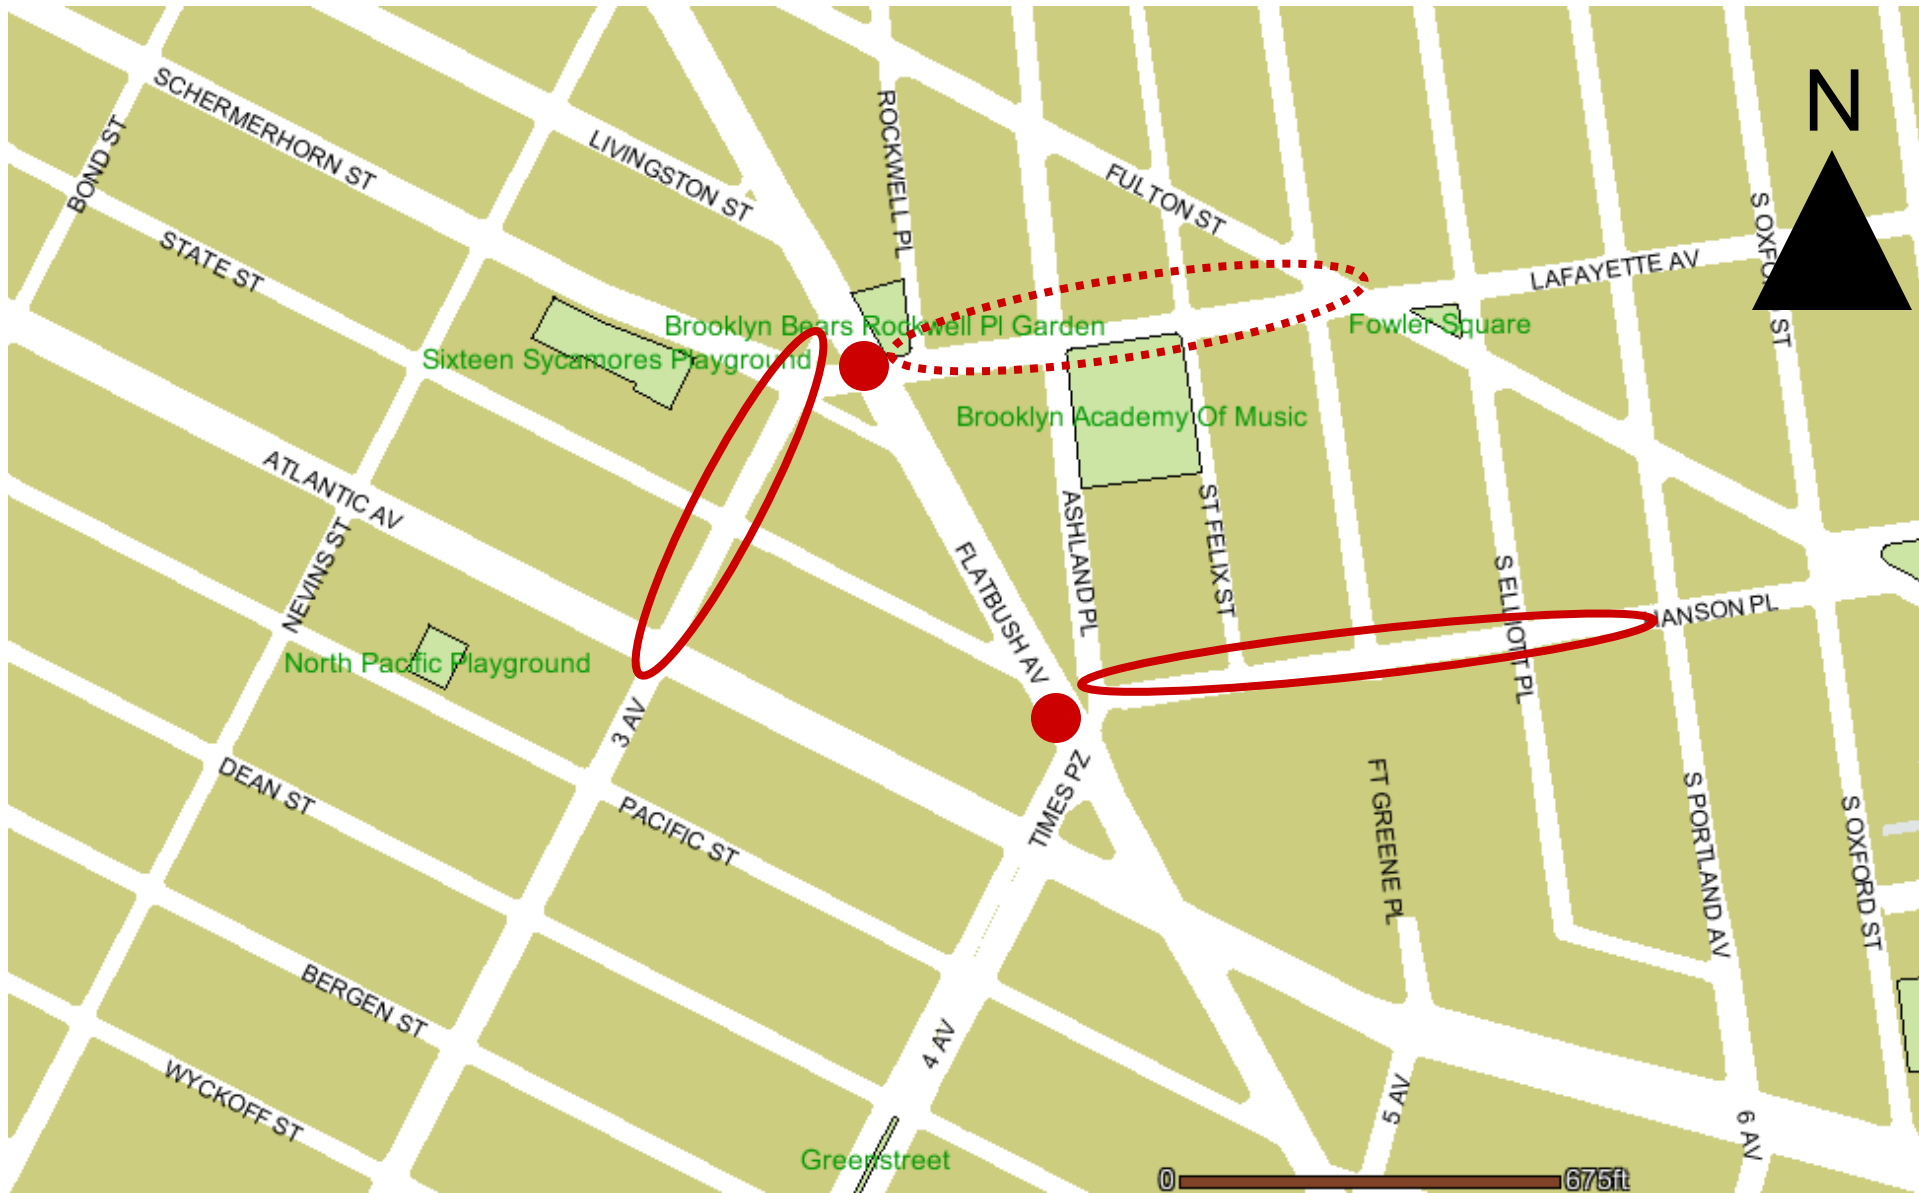 N
SCHERMERHORN ST
BOND ST
LIVINGSTON ST
ROCKWELL PL
FULTON ST
S OXFORD ST
STATE ST
LAFAYETTE AV
Brooklyn Bears Rockwell Pl Garden
Fowler Square
Sixteen Sycamores Playground
Brooklyn Academy Of Music
ATLANTIC AV
NEVINS ST
FLATBUSH AV
ASHLAND PL
ST FELIX ST
S ELLIOTT PL
HANSON PL
North Pacific Playground
3 AV
TIMES PZ
DEAN ST
PACIFIC ST
FT GREENE PL
S PORTLAND AV
S OXFORD ST
BERGEN ST
4 AV
WYCKOFF ST
5 AV
6 AV
Greenstreet
0 675ft